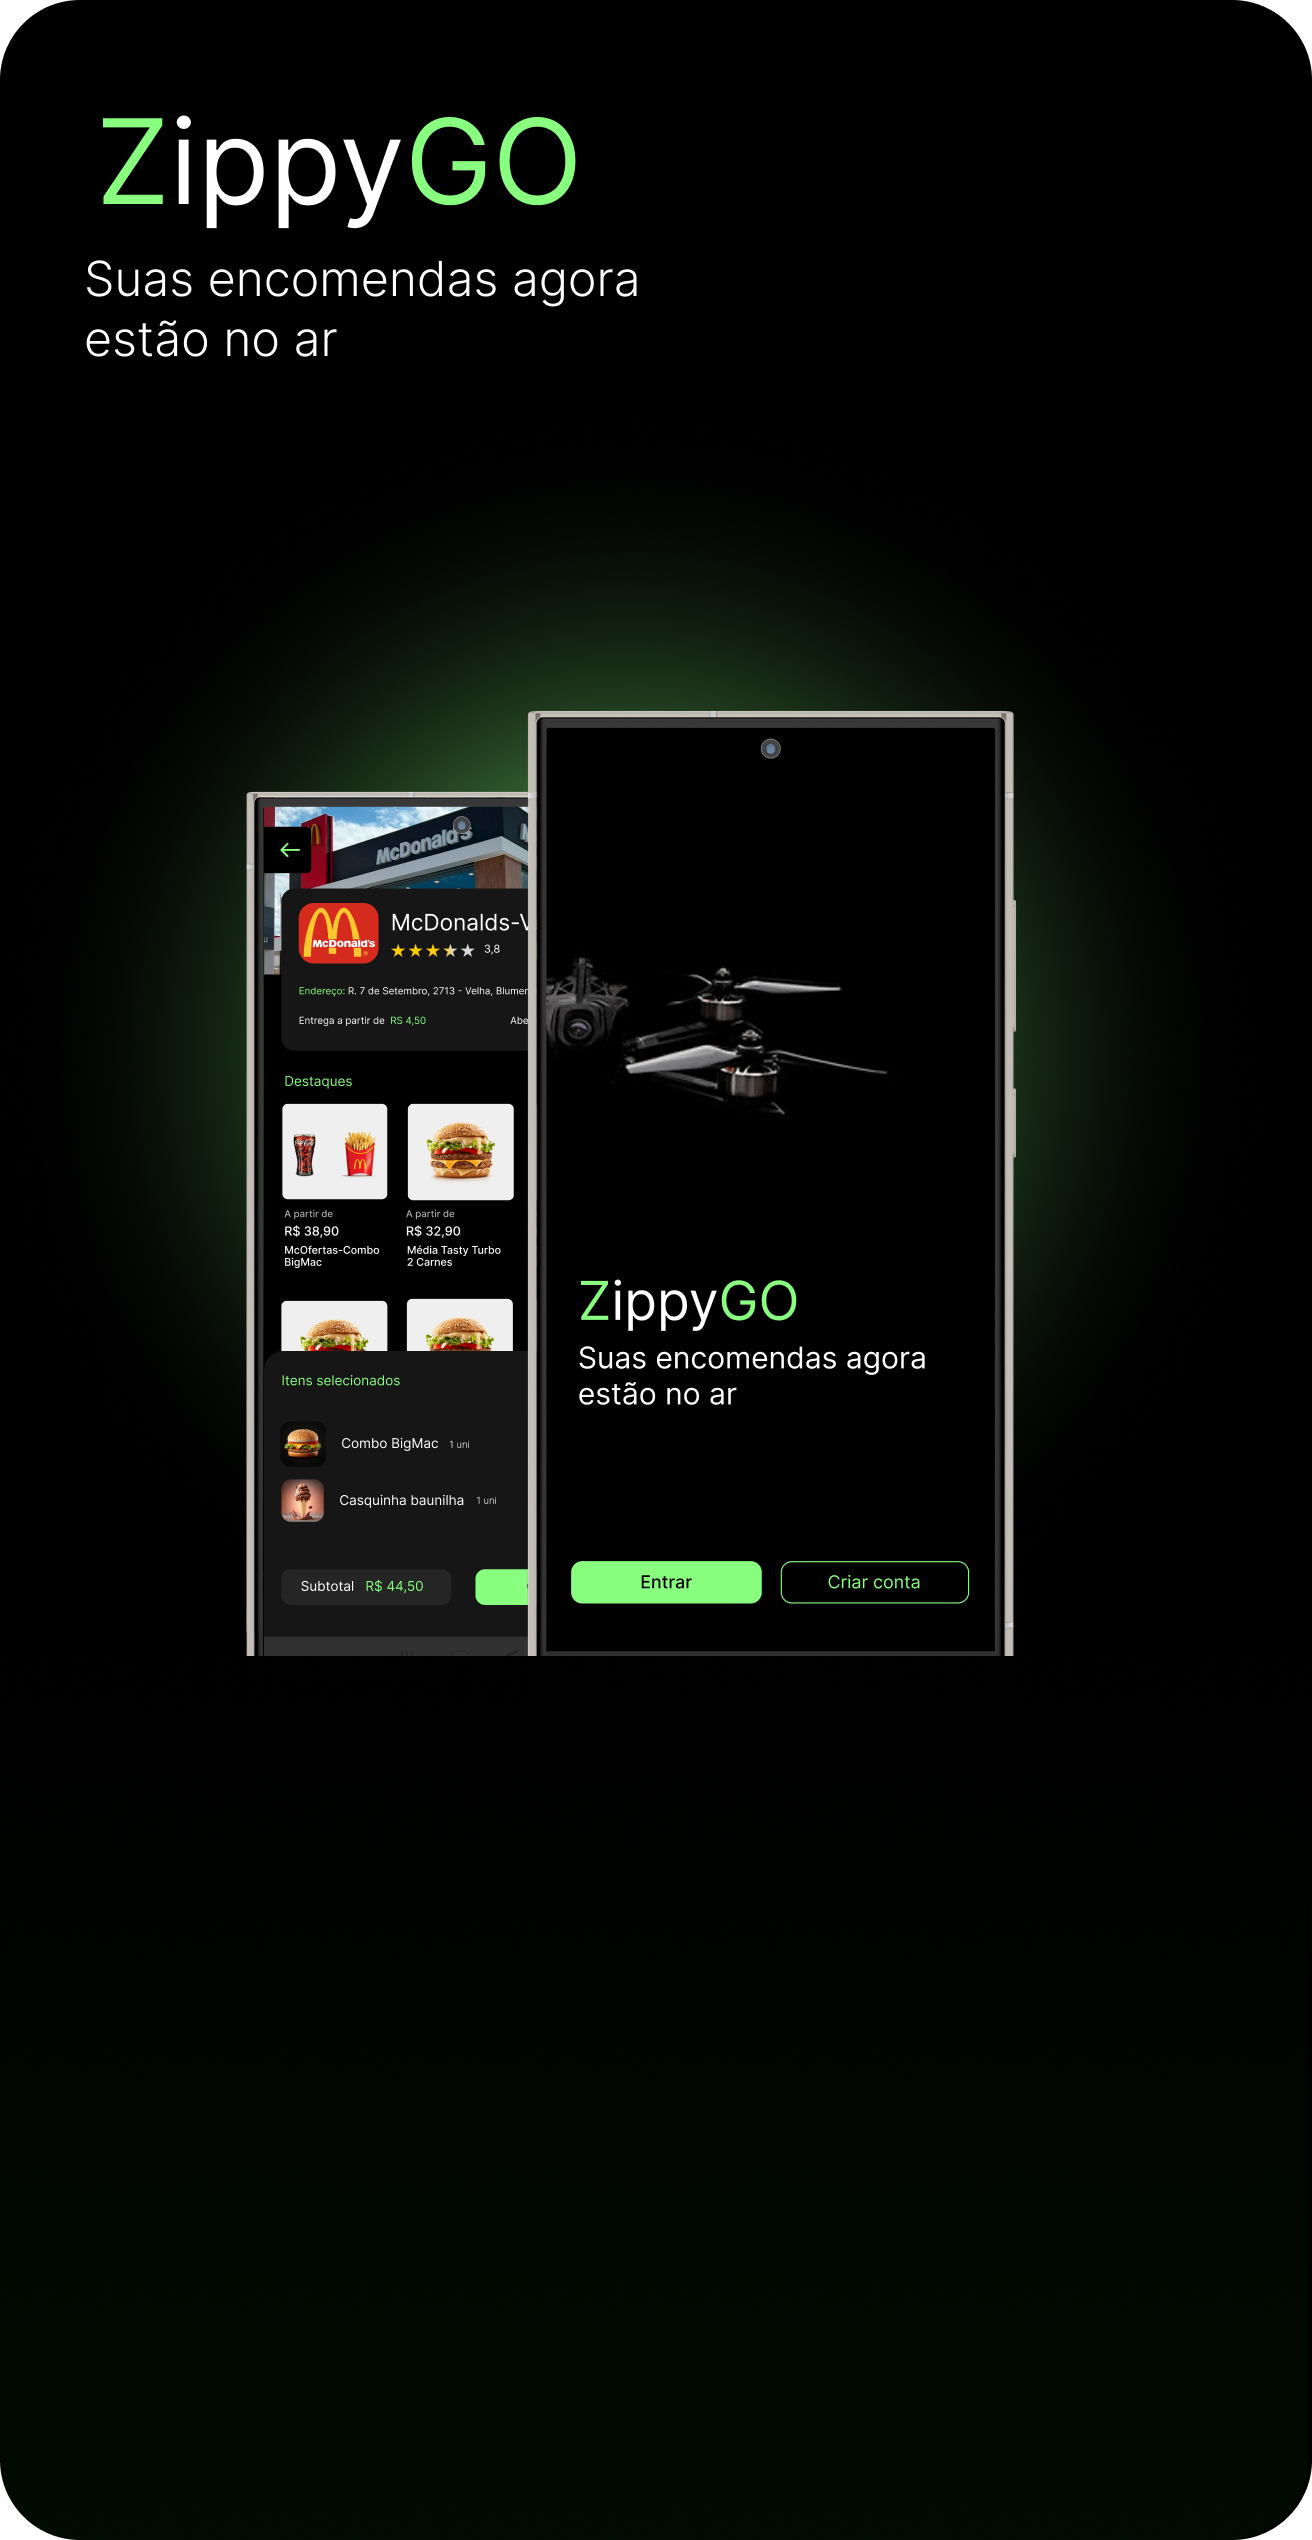 ZippyGO
Suas encomendas agora
estão no ar
McDonald's
McDonalds-V
McDonald's
3,8
Endereço: R. 7 de Setembro, 2713 - Velha, Blumen
Entrega a partir de RS 4,50
Abe
Destaques
A partir de
R$ 38,90
McOfertas-Combo
BigMac
A partir de
R$ 32,90
Média Tasty Turbo
2 Carnes
Itens selecionados
Combo BigMac 1 uni
Casquinha baunilha 1 uni
Subtotal R$ 44,50
ZippyGO
Suas encomendas agora
estão no ar
Entrar
Criar conta